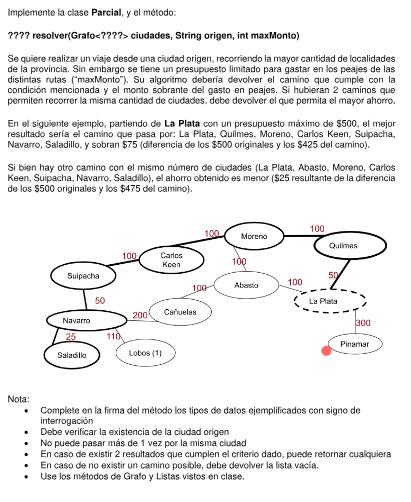 Implemente la clase Parcial, y el método:
???? resolver(Grafo<????> ciudades, String origen, int maxMonto)
Se quiere realizar un viaje desde una ciudad origen, recorriendo la mayor cantidad de localidades
de la provincia. Sin embargo se tiene un presupuesto limitado para gastar en los peajes de las
distintas rutas ("maxMonto"). Su algoritmo debería devolver el camino que cumple con la
condición mencionada y el monto sobrante del gasto en peajes. Si hubieran 2 caminos que
permiten recorrer la misma cantidad de ciudades, debe devolver el que permita el mayor ahorro.
En el siguiente ejemplo, partiendo de La Plata con un presupuesto máximo de $500, el mejor
resultado sería el camino que pasa por: La Plata, Quilmes, Moreno, Carlos Keen, Suipacha,
Navarro, Saladillo, y sobran $75 (diferencia de los $500 originales y los $425 del camino).
Si bien hay otro camino con el mismo número de ciudades (La Plata, Abasto, Moreno, Carlos
Keen, Suipacha, Navarro, Saladillo), el ahorro obtenido es menor ($25 resultante de la diferencia
de los $500 originales y los $475 del camino).
100
Moreno
100
Quilmes
100
Carlos
Keen
100
Suipacha
Abasto
100
100
50
La Plata
50
Cañuelas
200
Navarro
300
25
110
Pinamar
Saladillo
Lobos (1)
Nota:
• Complete en la firma del método los tipos de datos ejemplificados con signo de
interrogación
• Debe verificar la existencia de la ciudad origen
• No puede pasar más de 1 vez por la misma ciudad
• En caso de existir 2 resultados que cumplen el criterio dado, puede retornar cualquiera
• En caso de no existir un camino posible, debe devolver la lista vacía.
• Use los métodos de Grafo y Listas vistos en clase.